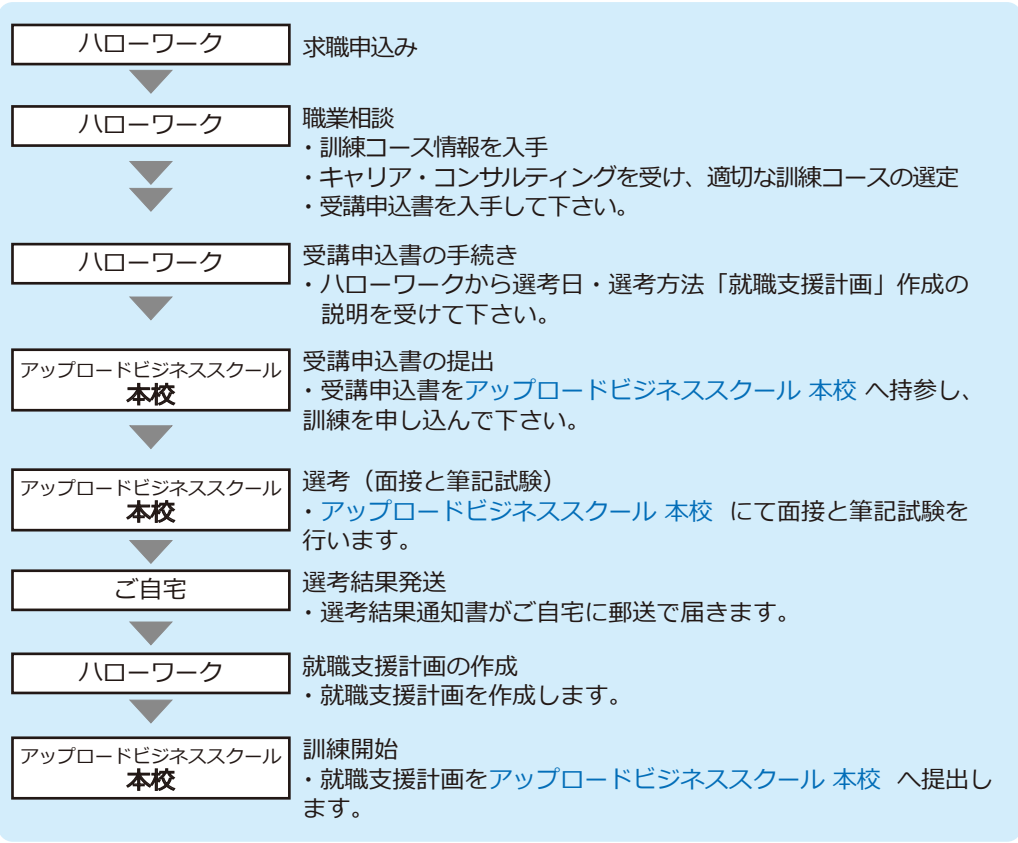 ハローワーク
求職申込み
ハローワーク
職業相談
・訓練コース情報を入手
・キャリア・コンサルティングを受け、適切な訓練コースの選定
・受講申込書を入手して下さい。
ハローワーク
受講申込書の手続き
・ハローワークから選考日・選考方法「就職支援計画」作成の
説明を受けて下さい。
アップロードビジネススクール
本校
受講申込書の提出
・受講申込書をアップロードビジネススクール 本校 へ持参し、
訓練を申し込んで下さい。
アップロードビジネススクール
本校
選考（面接と筆記試験）
・アップロードビジネススクール 本校 にて面接と筆記試験を
行います。
ご自宅
選考結果発送
・選考結果通知書がご自宅に郵送で届きます。
ハローワーク
就職支援計画の作成
・就職支援計画を作成します。
アップロードビジネススクール
本校
訓練開始
・就職支援計画をアップロードビジネススクール 本校 へ提出し
ます。